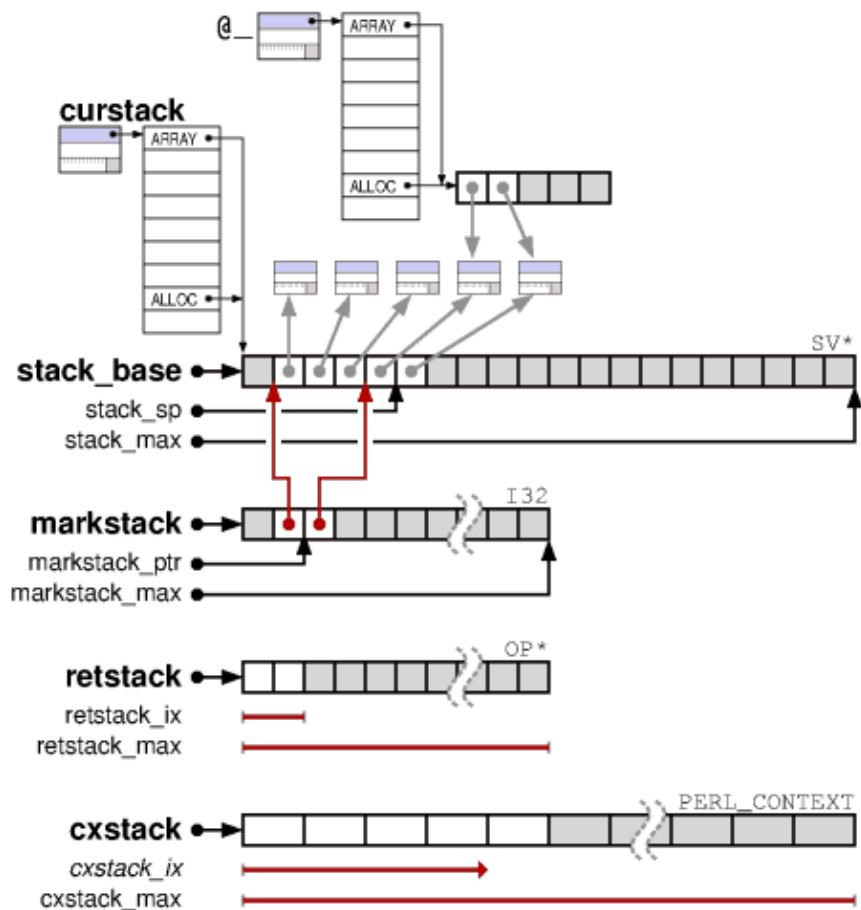 @_
ARRAY
curstack
ARRAY
ALLOC
ALLOC
SV*
stack_base
stack_sp
stack_max
I32
markstack
markstack_ptr
markstack_max
OP*
retstack
retstack_ix
retstack_max
PERL_CONTEXT
cxstack
cxstack_ix
cxstack_max